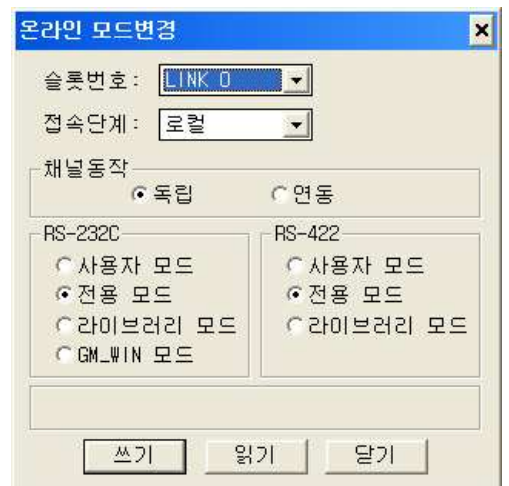 온라인 모드변경
슬롯번호: LINK 0
접속단계: 로컬
채널동작
독립 연동
RS-232C RS-422
사용자 모드 사용자 모드
전용 모드 전용 모드
라이브러리 모드 라이브러리 모드
GM_WIN 모드
쓰기 읽기 닫기